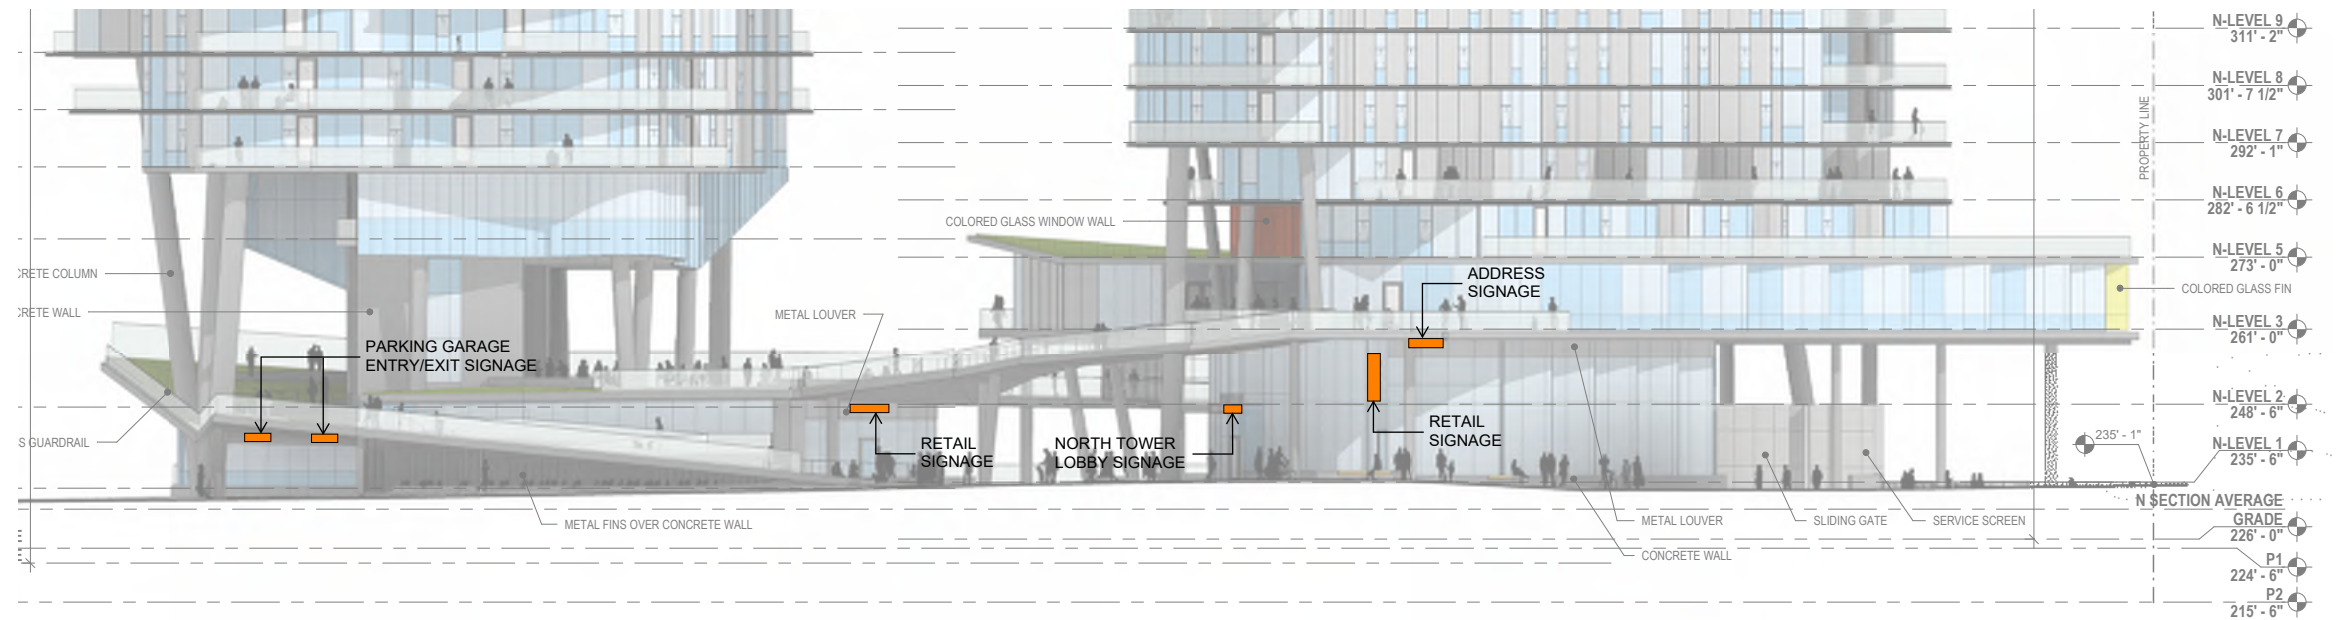 N-LEVEL 9
311' - 2"
N-LEVEL 8
301' - 7 1/2"
PROPERTY LINE
N-LEVEL 7
292' - 1"
N-LEVEL 6
282' - 6 1/2"
COLORED GLASS WINDOW WALL
N-LEVEL 5
273' - 0"
CRETE COLUMN
ADDRESS
SIGNAGE
COLORED GLASS FIN
CRETE WALL
METAL LOUVER
N-LEVEL 3
261' - 0"
PARKING GARAGE
ENTRY/EXIT SIGNAGE
N-LEVEL 2
248' - 6"
RETAIL
SIGNAGE
S GUARDRAIL
RETAIL
SIGNAGE
NORTH TOWER
LOBBY SIGNAGE
235' - 1"
N-LEVEL 1
235' - 6"
N SECTION AVERAGE
GRADE
226' - 0"
METAL FINS OVER CONCRETE WALL
METAL LOUVER
SLIDING GATE
SERVICE SCREEN
CONCRETE WALL
P1
224' - 6"
P2
215' - 6"